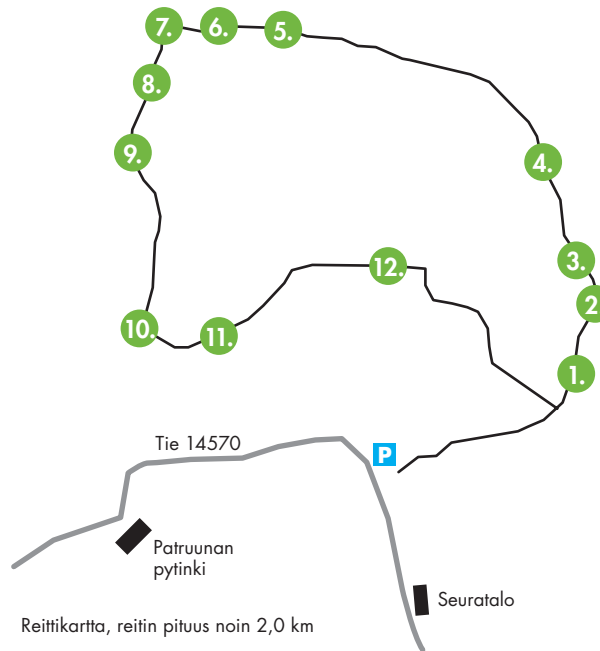 7.
6.
5.
8.
9.
4.
3.
12.
2
10.
11.
1.
Tie 14570
P
Patruunan
pytinki
Seuratalo
Reittikartta, reitin pituus noin 2,0 km